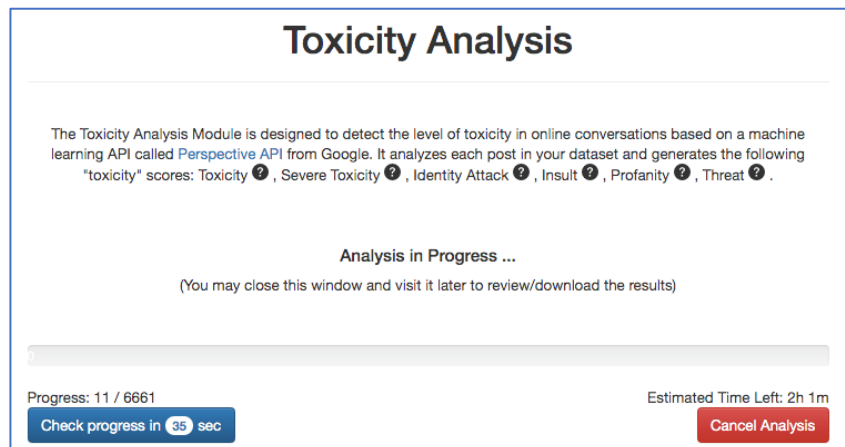 Toxicity Analysis
The Toxicity Analysis Module is designed to detect the level of toxicity in online conversations based on a machine
learning API called Perspective API from Google. It analyzes each post in your dataset and generates the following
"toxicity" scores: Toxicity ? , Severe Toxicity ? , Identity Attack ? , Insult ? , Profanity ? , Threat ? .
Analysis in Progress ...
(You may close this window and visit it later to review/download the results)
0
Progress: 11 / 6661
Estimated Time Left: 2h 1m
Check progress in 35 sec
Cancel Analysis